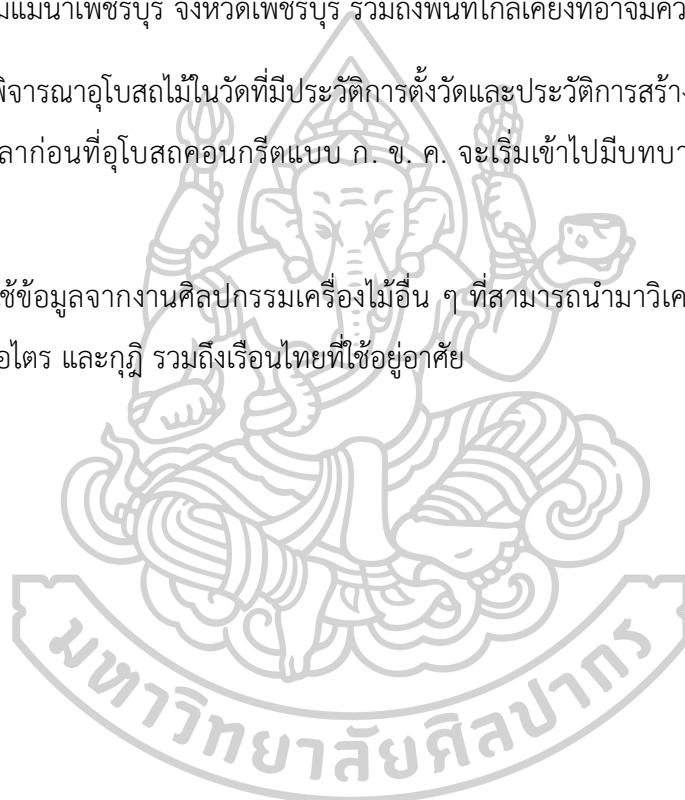 แม่น้ำเพชรบุรี จังหวัดเพชรบุรี รวมถึงพื้นที่ใกล้เคียงที่อาจมี
พิจารณาอุโบสถไม้ในวัดที่มีประวัติการตั้งวัดและประวัติการสร้าง
ก่อนที่อุโบสถคอนกรีตแบบ ก. ข. ค. จะเริ่มเข้าไปมีบทบา
ใช้ข้อมูลจากงานศิลปกรรมเครื่องไม้อื่น ๆ ที่สามารถนำมาวิเค
อไตร และกุฎิ รวมถึงเรือนไทยที่ใช้อยู่อาศัย
มหาวิทยาลัยศิลปากร